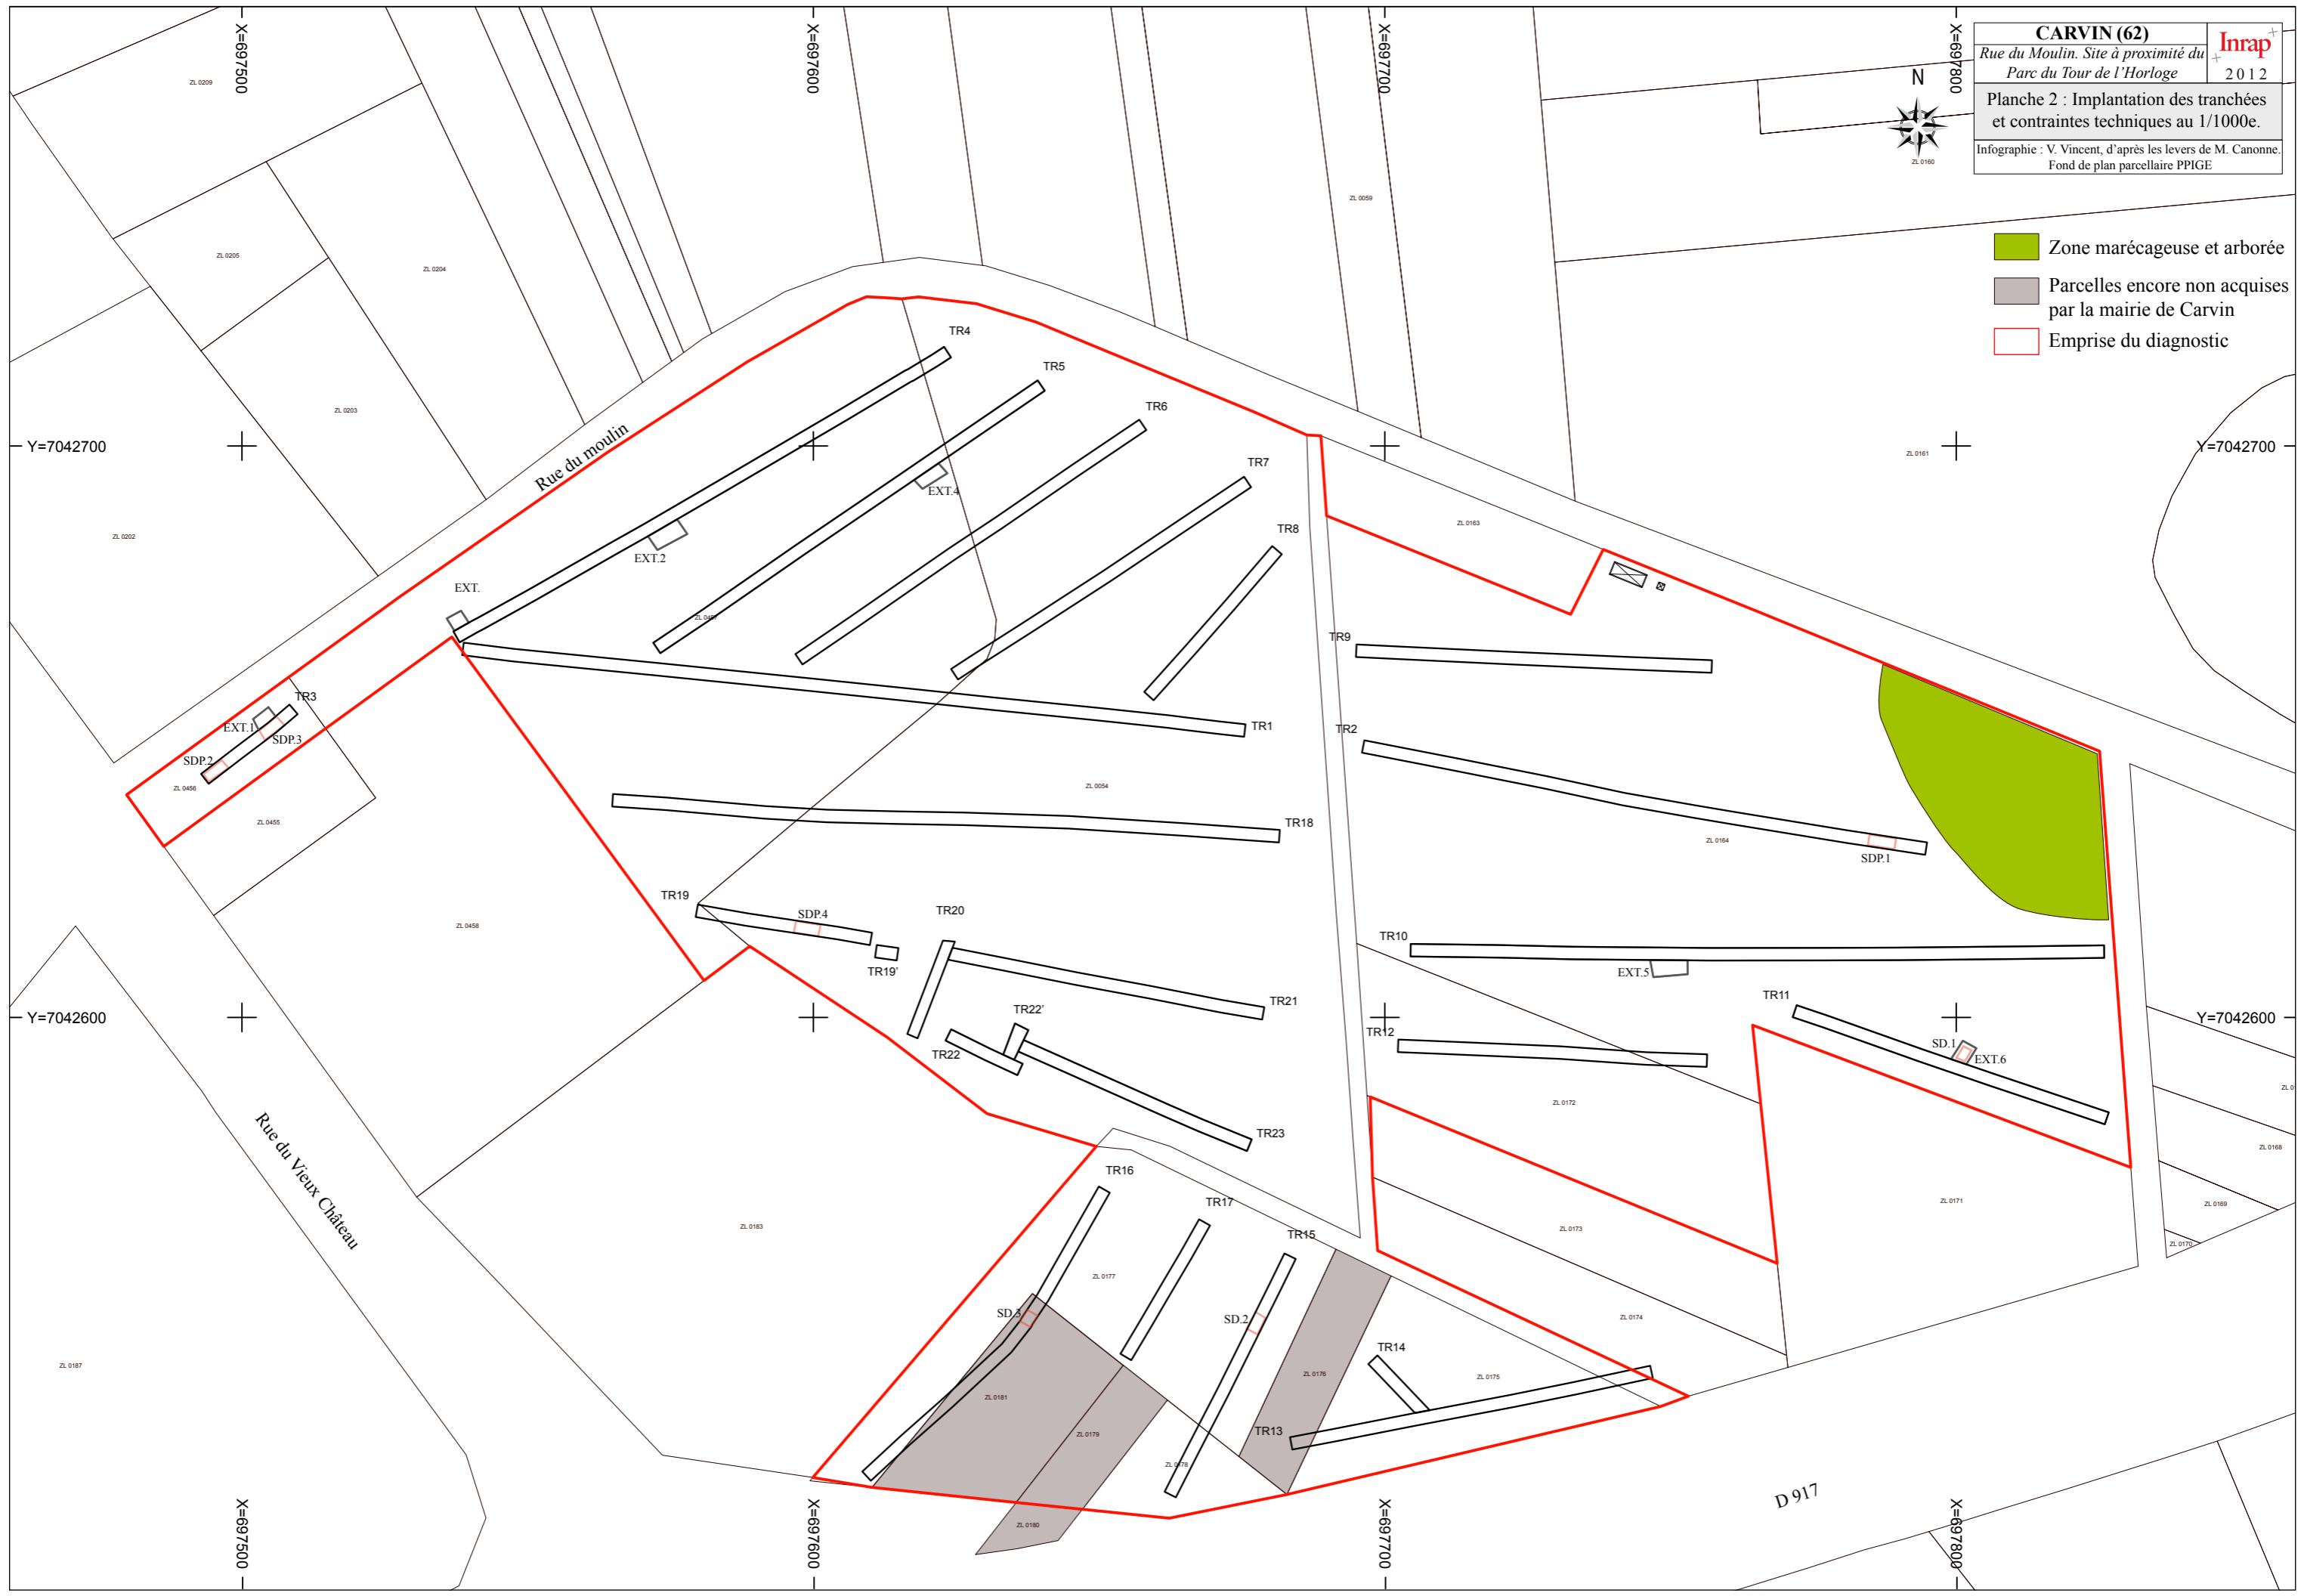 X=697500
X=697600
X=697700
X=697800
CARVIN (62)
Rue du Moulin. Site à proximité du
Parc du Tour de l'Horloge
Inrap
2012
Planche 2 : Implantation des tranchées
et contraintes techniques au 1/1000e.
Infographie : V. Vincent, d'après les levers de M. Canonne.
Fond de plan parcellaire PPIGE
N
ZL 0160
ZL 0209
ZL 0059
ZL 0205
ZL 0204
Zone marécageuse et arborée
Parcelles encore non acquises
par la mairie de Carvin
Emprise du diagnostic
TR4
TR5
TR6
ZL 0203
Rue du moulin
Y=7042700
Y=7042700
ZL 0161
TR7
EXT.4
ZL 0163
TR8
ZL 0202
EXT.2
EXT.
TR9
TR3
EXT.1
SDP.3
SDP.2
ZL 0456
TR1
TR2
ZL 0054
ZL 0455
TR18
ZL 0164
SDP.1
TR19
SDP.4
TR20
ZL 0458
TR10
TR19'
EXT.5
TR21
TR11
TR22'
Y=7042600
Y=7042600
TR12
SD.1
EXT.6
TR22
ZL 0172
TR23
Rue du Vieux Château
ZL 0168
TR16
TR17
ZL 0171
ZL 0169
ZL 0183
ZL 0173
TR15
ZL 0170
ZL 0177
SD.3
SD.2
ZL 0174
TR14
ZL 0187
ZL 0176
ZL 0175
ZL 0181
TR13
ZL 0179
ZL 0178
D 917
ZL 0180
X=697500
X=697600
X=697700
X=697800